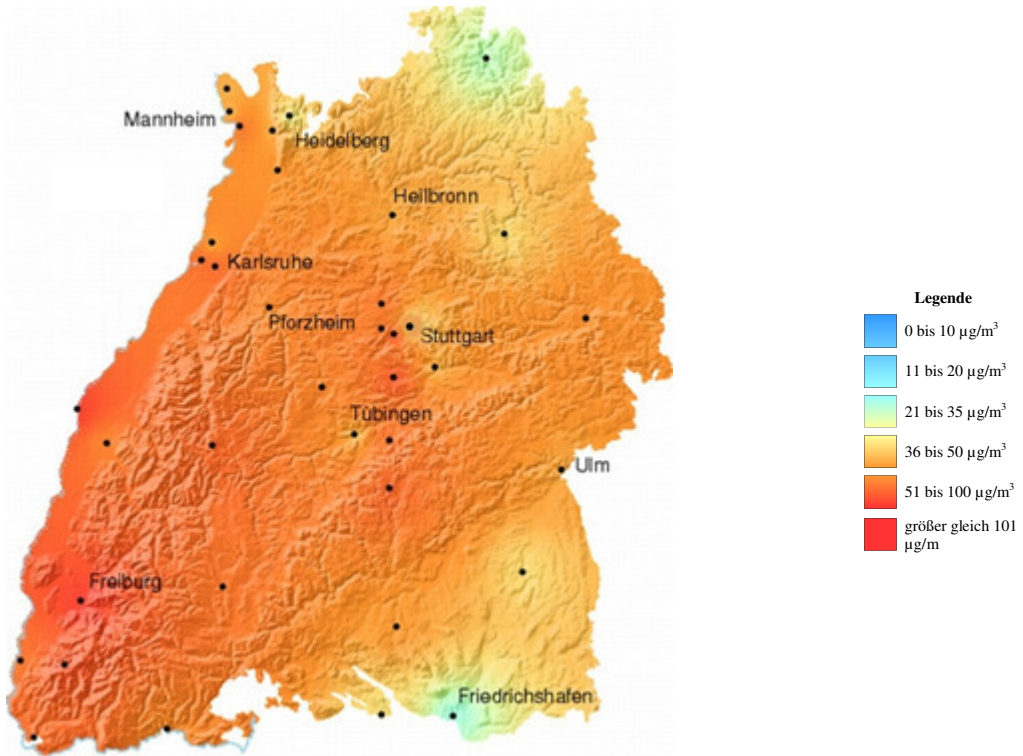 Mannheim
Heidelberg
Heilbronn
Karlsruhe
Pforzheim
Stuttgart
Tübingen
Ulm
Freiburg
Friedrichshafen
Legende
0 bis 10 µg/m³
11 bis 20 µg/m³
21 bis 35 µg/m³
36 bis 50 µg/m³
51 bis 100 µg/m³
größer gleich 101
µg/m